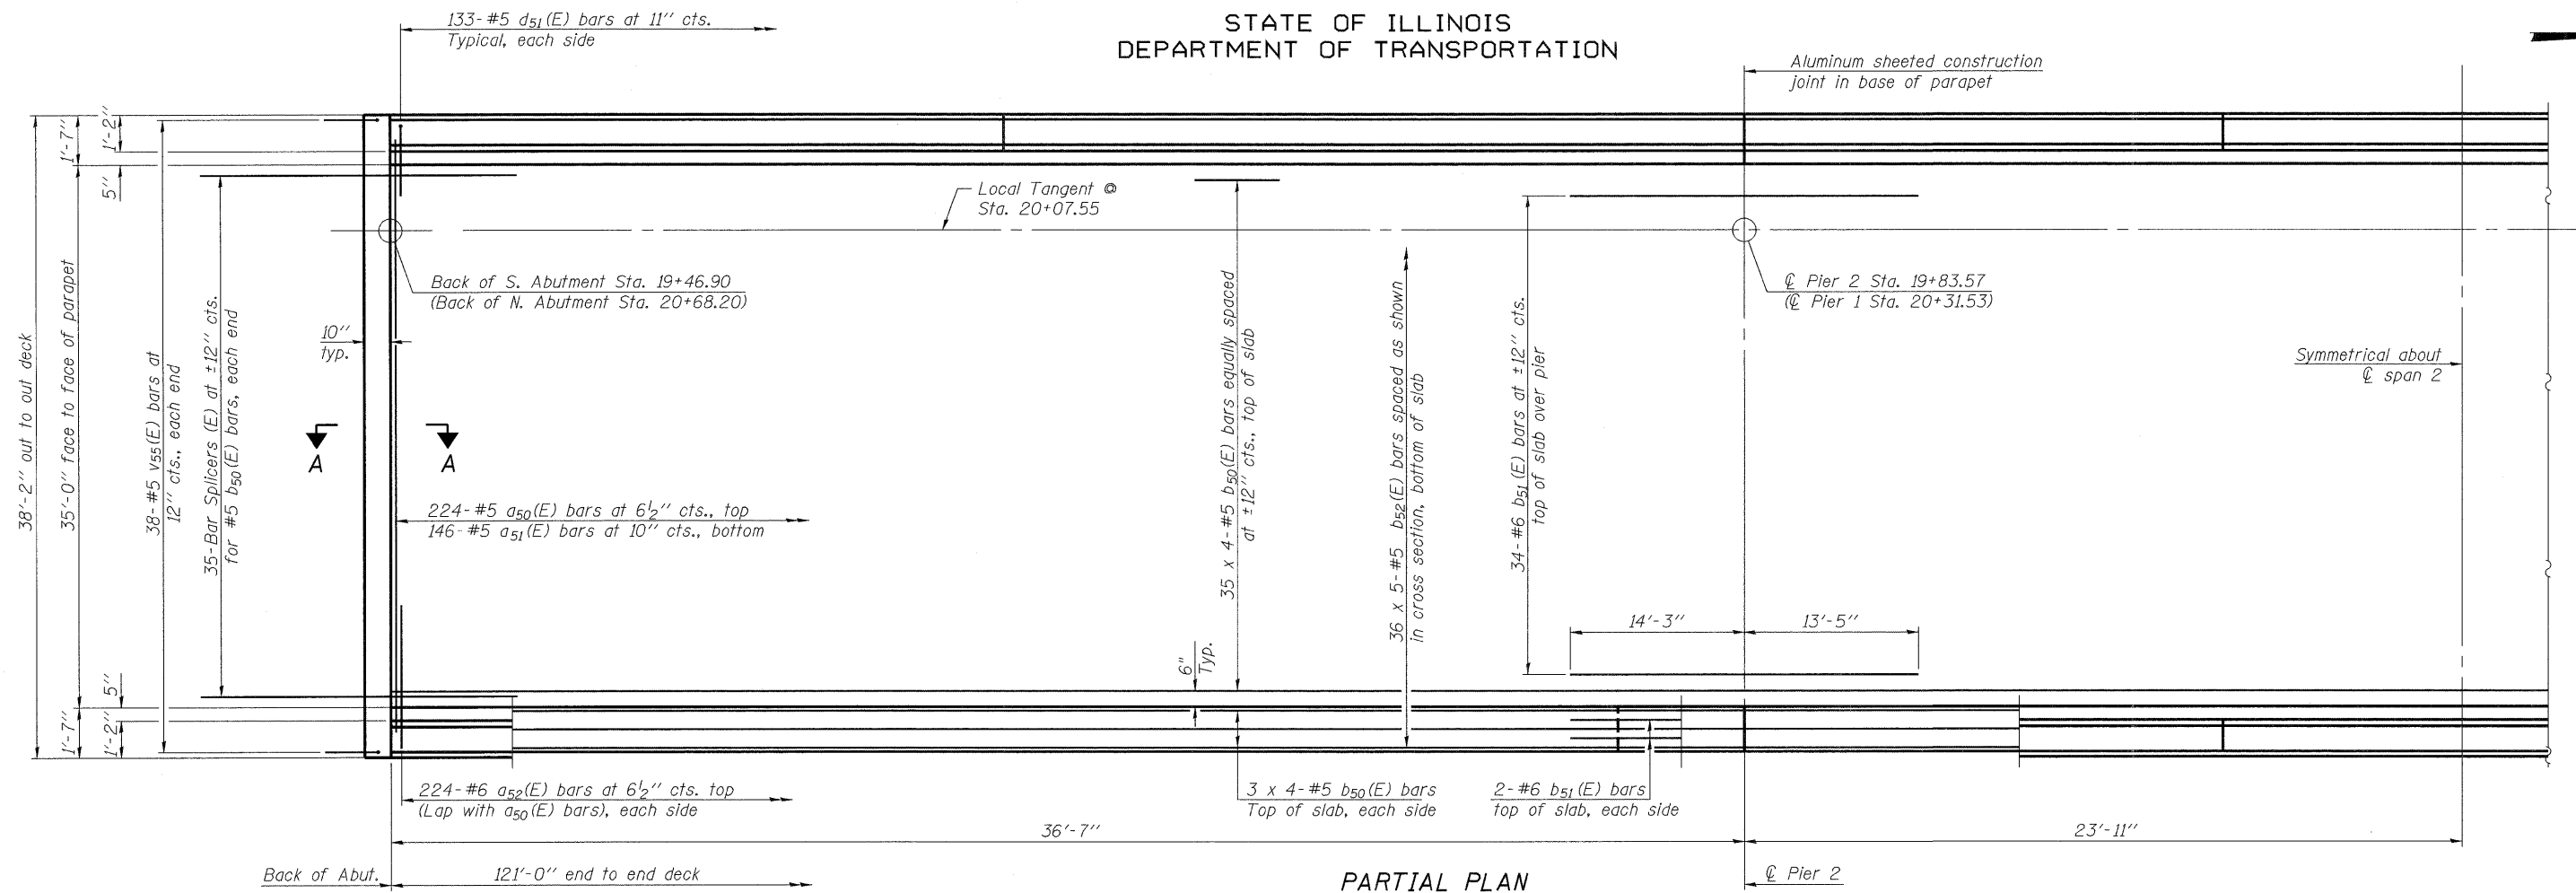 STATE OF ILLINOIS
DEPARTMENT OF TRANSPORTATION
133-#5 d51(E) bars at 11" cts.
Typical, each side
Aluminum sheeted construction
joint in base of parapet
1'-7"
1'-2"
5"
38'-2" out to out deck
35'-0" face to face of parapet
38-#5 v55(E) bars at
12" cts., each end
35-Bar Splicers (E) at ±12" cts.
for #5 b50(E) bars, each end
10"
typ.
A
A
Local Tangent @
Sta. 20+07.55
Back of S. Abutment Sta. 19+46.90
(Back of N. Abutment Sta. 20+68.20)
℄ Pier 2 Sta. 19+83.57
(℄ Pier 1 Sta. 20+31.53)
Symmetrical about
℄ span 2
35 x 4-#5 b50(E) bars equally spaced
at ±12" cts., top of slab
36 x 5-#5 b52(E) bars spaced as shown
in cross section, bottom of slab
34-#6 b51(E) bars at ±12" cts.
top of slab over pier
224-#5 a50(E) bars at 6½" cts., top
146-#5 a51(E) bars at 10" cts., bottom
14'-3"
13'-5"
6"
Typ.
5"
1'-7"
1'-2"
224-#6 a52(E) bars at 6½" cts. top
(Lap with a50(E) bars), each side
3 x 4-#5 b50(E) bars
Top of slab, each side
2-#6 b51(E) bars
top of slab, each side
36'-7"
23'-11"
Back of Abut.
121'-0" end to end deck
℄ Pier 2
PARTIAL PLAN